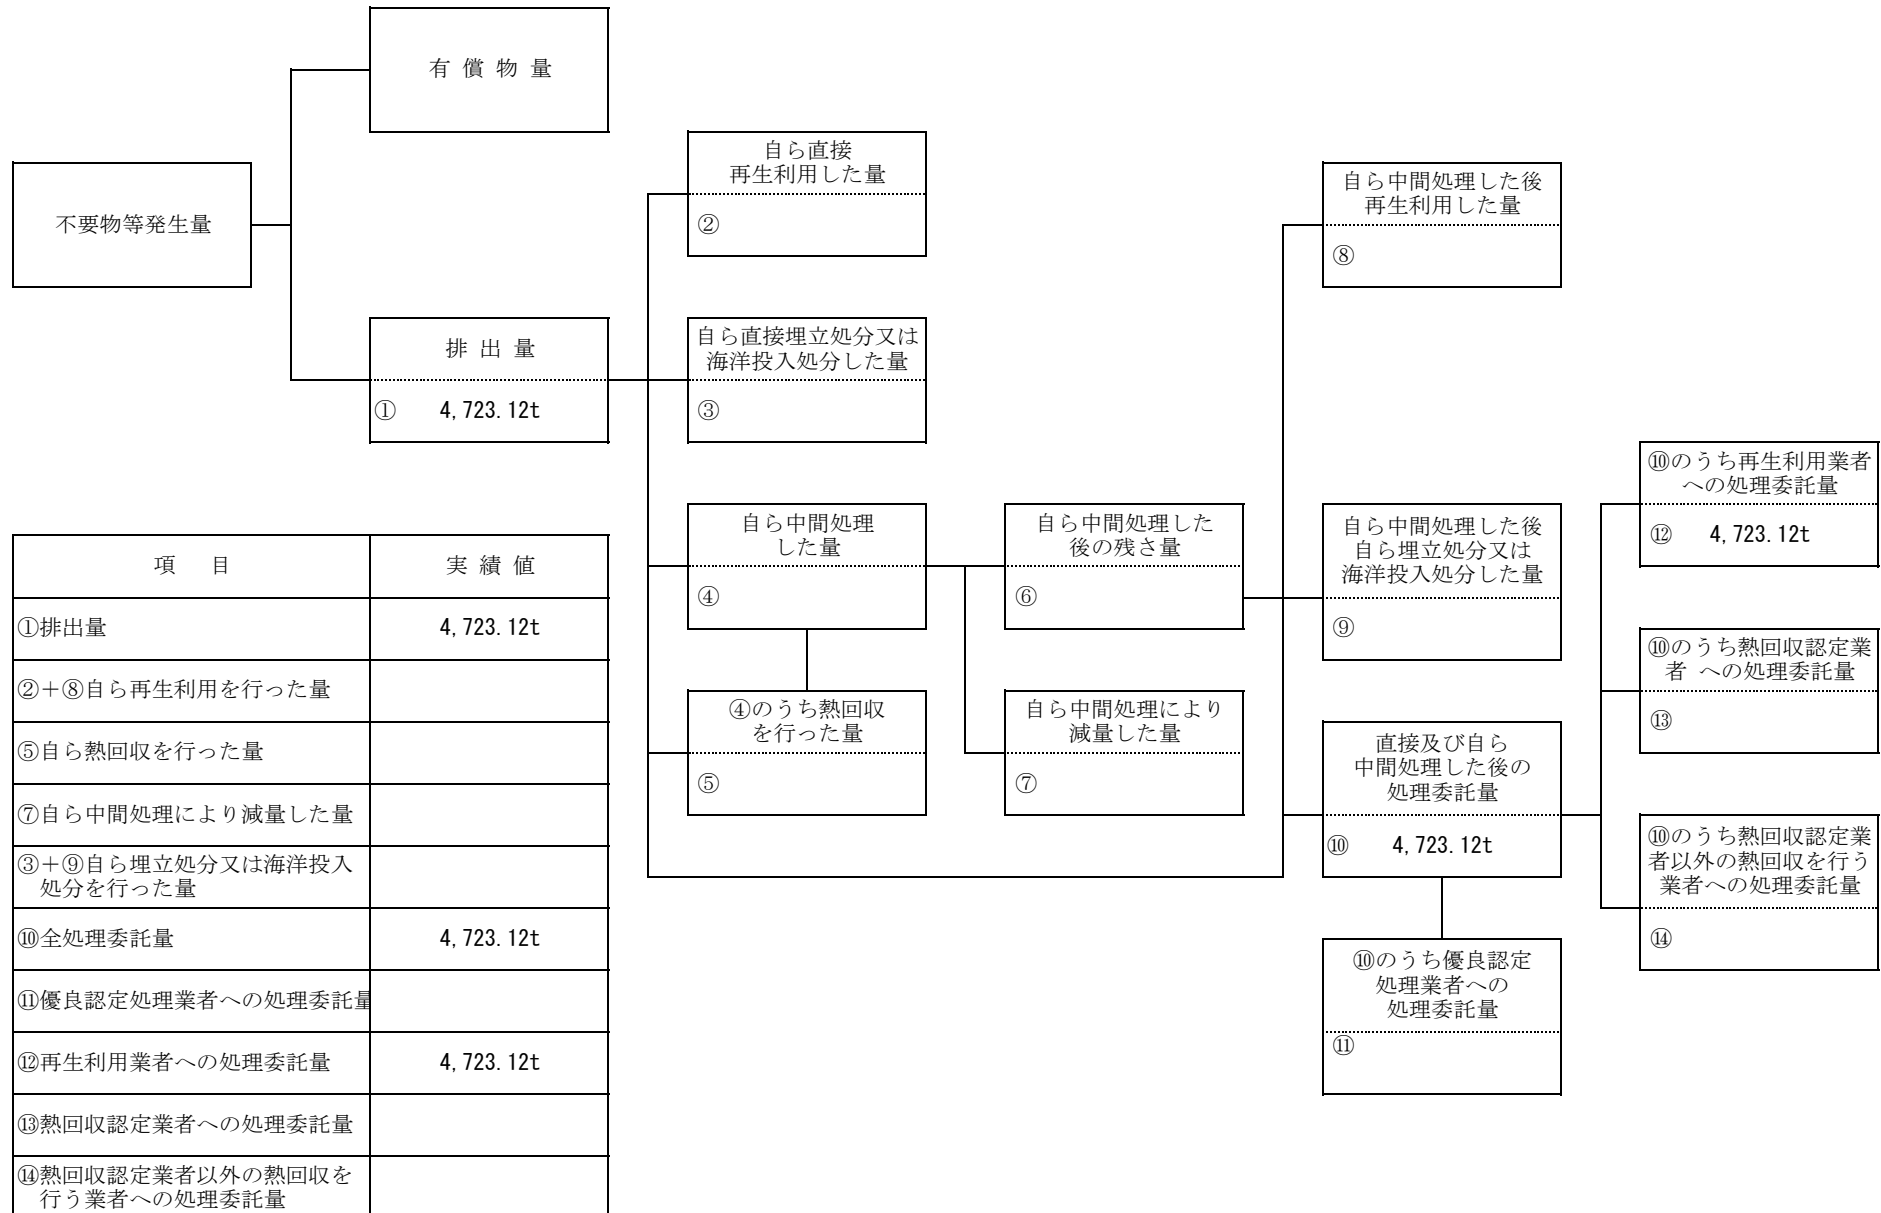 有 償 物 量
不要物等発生量
排 出 量
① 4,723.12t
自ら直接
再生利用した量
②
自ら直接埋立処分又は
海洋投入処分した量
③
自ら中間処理
した量
④
④のうち熱回収
を行った量
⑤
自ら中間処理した
後の残さ量
⑥
自ら中間処理により
減量した量
⑦
自ら中間処理した後
再生利用した量
⑧
自ら中間処理した後
自ら埋立処分又は
海洋投入処分した量
⑨
直接及び自ら
中間処理した後の
処理委託量
⑩ 4,723.12t
⑩のうち優良認定
処理業者への
処理委託量
⑪
⑩のうち再生利用業者
への処理委託量
⑫ 4,723.12t
⑩のうち熱回収認定業
者 への処理委託量
⑬
⑩のうち熱回収認定業
者以外の熱回収を行う
業者への処理委託量
⑭
項 目 実 績 値
①排出量 4,723.12t
②＋⑧自ら再生利用を行った量
⑤自ら熱回収を行った量
⑦自ら中間処理により減量した量
③＋⑨自ら埋立処分又は海洋投入
処分を行った量
⑩全処理委託量 4,723.12t
⑪優良認定処理業者への処理委託量
⑫再生利用業者への処理委託量 4,723.12t
⑬熱回収認定業者への処理委託量
⑭熱回収認定業者以外の熱回収を
行う業者への処理委託量